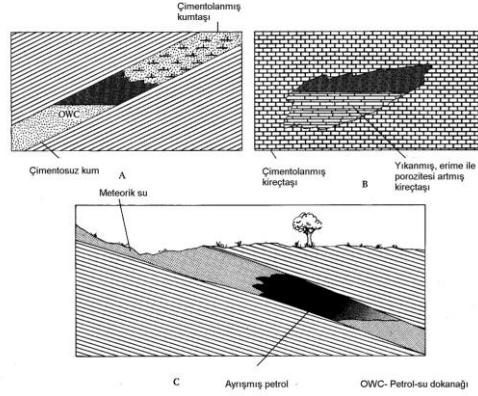 Çimentolanmış
kumtaşı
OWC
Çimentosuz kum
A
Meteorik su
Çimentolanmış
kireçtaşı
B
Yıkanmış, erime ile
porozitesi artmış
kireçtaşı
C
Ayrışmış petrol
OWC- Petrol-su dokanağı